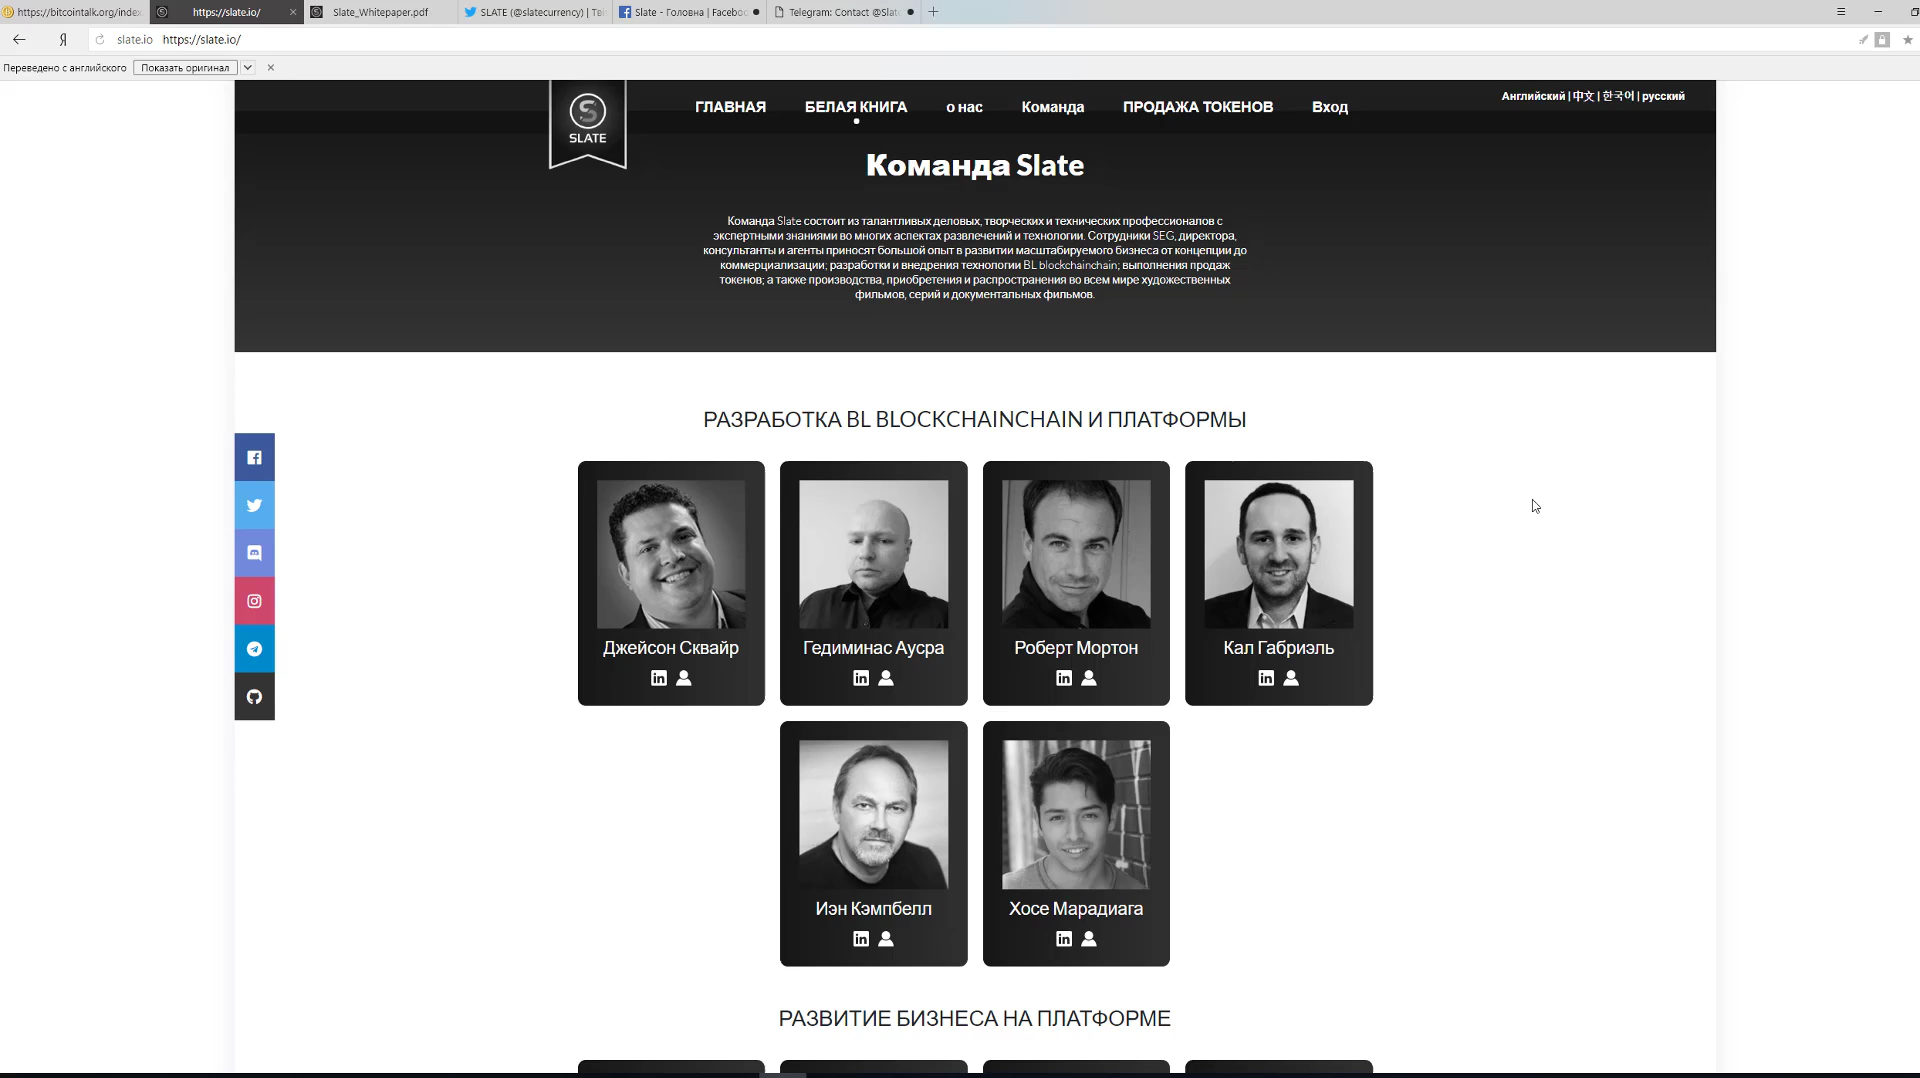 https://bitcointalk.org/index
https://slate.io/
Slate_Whitepaper.pdf
SLATE (@slatecurrency) | Тві
Slate - Головна | Faceboo
Telegram: Contact @Slat
slate.io https://slate.io/
Переведено с английского
Показать оригинал
SLATE
ГЛАВНАЯ
БЕЛАЯ КНИГА
о нас
Команда
ПРОДАЖА ТОКЕНОВ
Вход
Английский | 中文 | 한국어 | русский
Команда Slate
Команда Slate состоит из талантливых деловых, творческих и технических профессионалов с
экспертными знаниями во многих аспектах развлечений и технологии. Сотрудники SEG, директора,
консультанты и агенты приносят большой опыт в развитии масштабируемого бизнеса от концепции до
коммерциализации; разработки и внедрения технологии BL blockchainchain; выполнения продаж
токенов; а также производства, приобретения и распространения во всем мире художественных
фильмов, серий и документальных фильмов.
РАЗРАБОТКА BL BLOCKCHAINCHAIN И ПЛАТФОРМЫ
Джейсон Сквайр
Гедиминас Аусра
Роберт Мортон
Кал Габриэль
Иэн Кэмпбелл
Хосе Марадиага
РАЗВИТИЕ БИЗНЕСА НА ПЛАТФОРМЕ